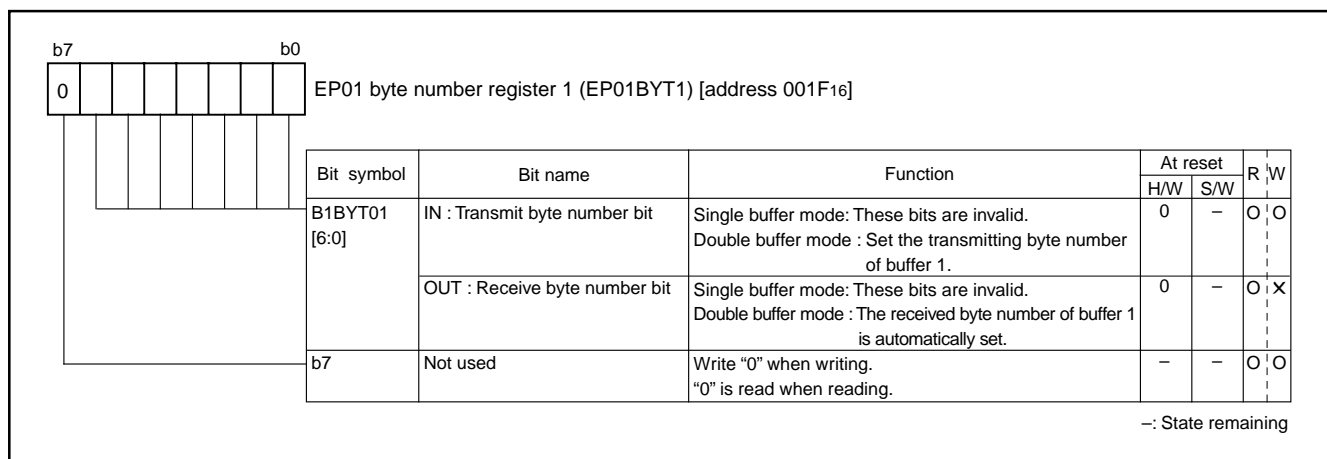 b7 b0
0 EP01 byte number register 1 (EP01BYT1) [address 001F16]
Bit symbol Bit name Function At reset R W
H/W S/W
B1BYT01 IN : Transmit byte number bit Single buffer mode: These bits are invalid. 0 – O O
[6:0] Double buffer mode : Set the transmitting byte number
of buffer 1.
OUT : Receive byte number bit Single buffer mode: These bits are invalid. 0 – O ×
Double buffer mode : The received byte number of buffer 1
is automatically set.
b7 Not used Write “0” when writing. – – O O
“0” is read when reading.
–: State remaining